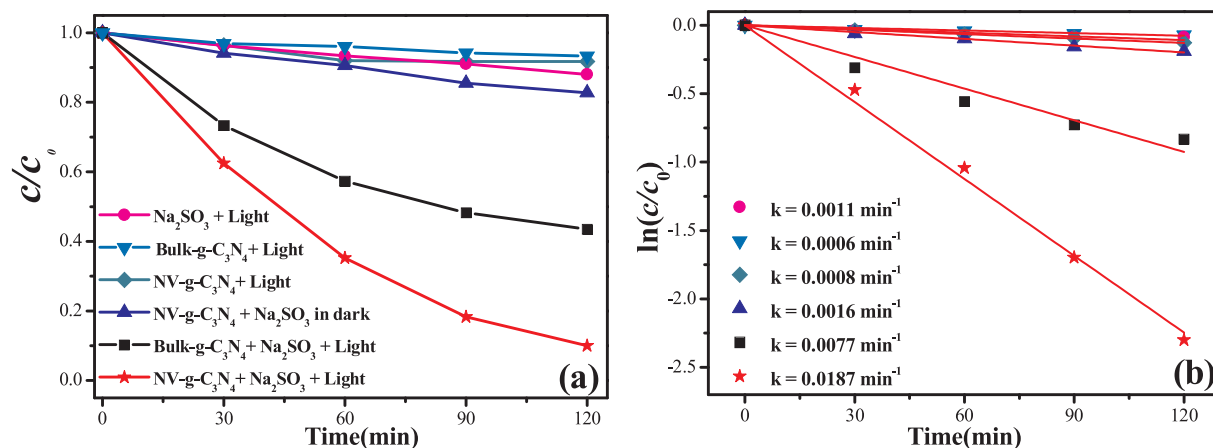 c/c₀
1.0
0.8
0.6
0.4
0.2
0.0
Na₂SO₃ + Light
Bulk-g-C₃N₄+ Light
NV-g-C₃N₄+ Light
NV-g-C₃N₄ + Na₂SO₃ in dark
Bulk-g-C₃N₄+ Na₂SO₃ + Light
NV-g-C₃N₄+ Na₂SO₃ + Light
(a)
0 30 60 90 120
Time(min)
ln(c/c₀)
0.0
-0.5
-1.0
-1.5
-2.0
-2.5
k = 0.0011 min⁻¹
k = 0.0006 min⁻¹
k = 0.0008 min⁻¹
k = 0.0016 min⁻¹
k = 0.0077 min⁻¹
k = 0.0187 min⁻¹
(b)
0 30 60 90 120
Time(min)